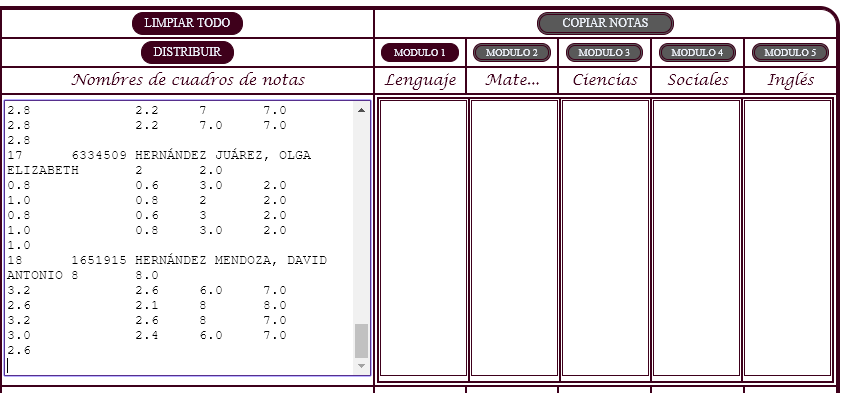 LIMPIAR TODO COPIAR NOTAS
DISTRIBUIR MODULO 1 MODULO 2 MODULO 3 MODULO 4 MODULO 5
Nombres de cuadros de notas Lenguaje Mate... Ciencias Sociales Inglés
2.8 2.2 7 7.0
2.8 2.2 7.0 7.0
2.8
17 6334509 HERNÁNDEZ JUÁREZ, OLGA
ELIZABETH 2 2.0
0.8 0.6 3.0 2.0
1.0 0.8 2 2.0
0.8 0.6 3 2.0
1.0 0.8 3.0 2.0
1.0
18 1651915 HERNÁNDEZ MENDOZA, DAVID
ANTONIO 8 8.0
3.2 2.6 6.0 7.0
2.6 2.1 8 8.0
3.2 2.6 8 7.0
3.0 2.4 6.0 7.0
2.6